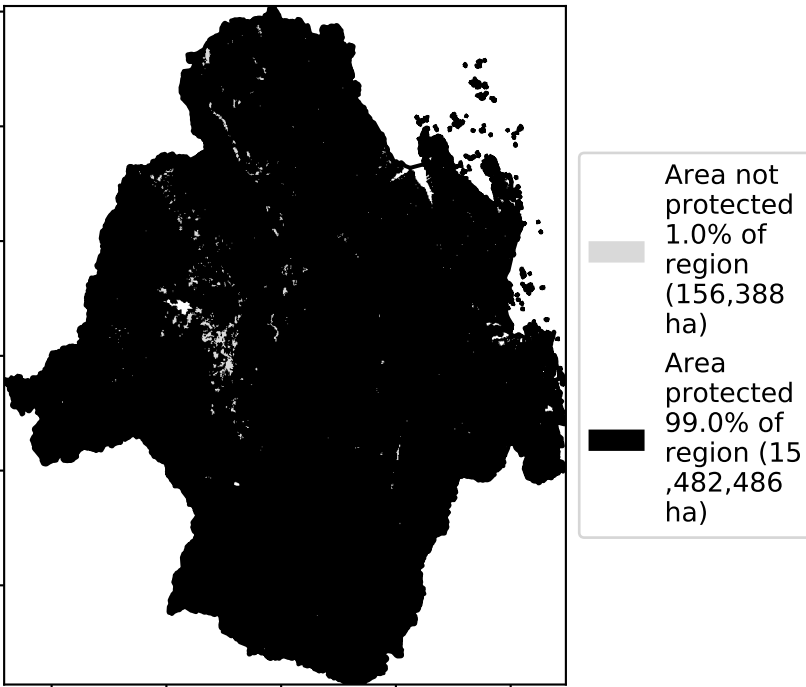 Area not
protected
1.0% of
region
(156,388
ha)
Area
protected
99.0% of
region (15
,482,486
ha)